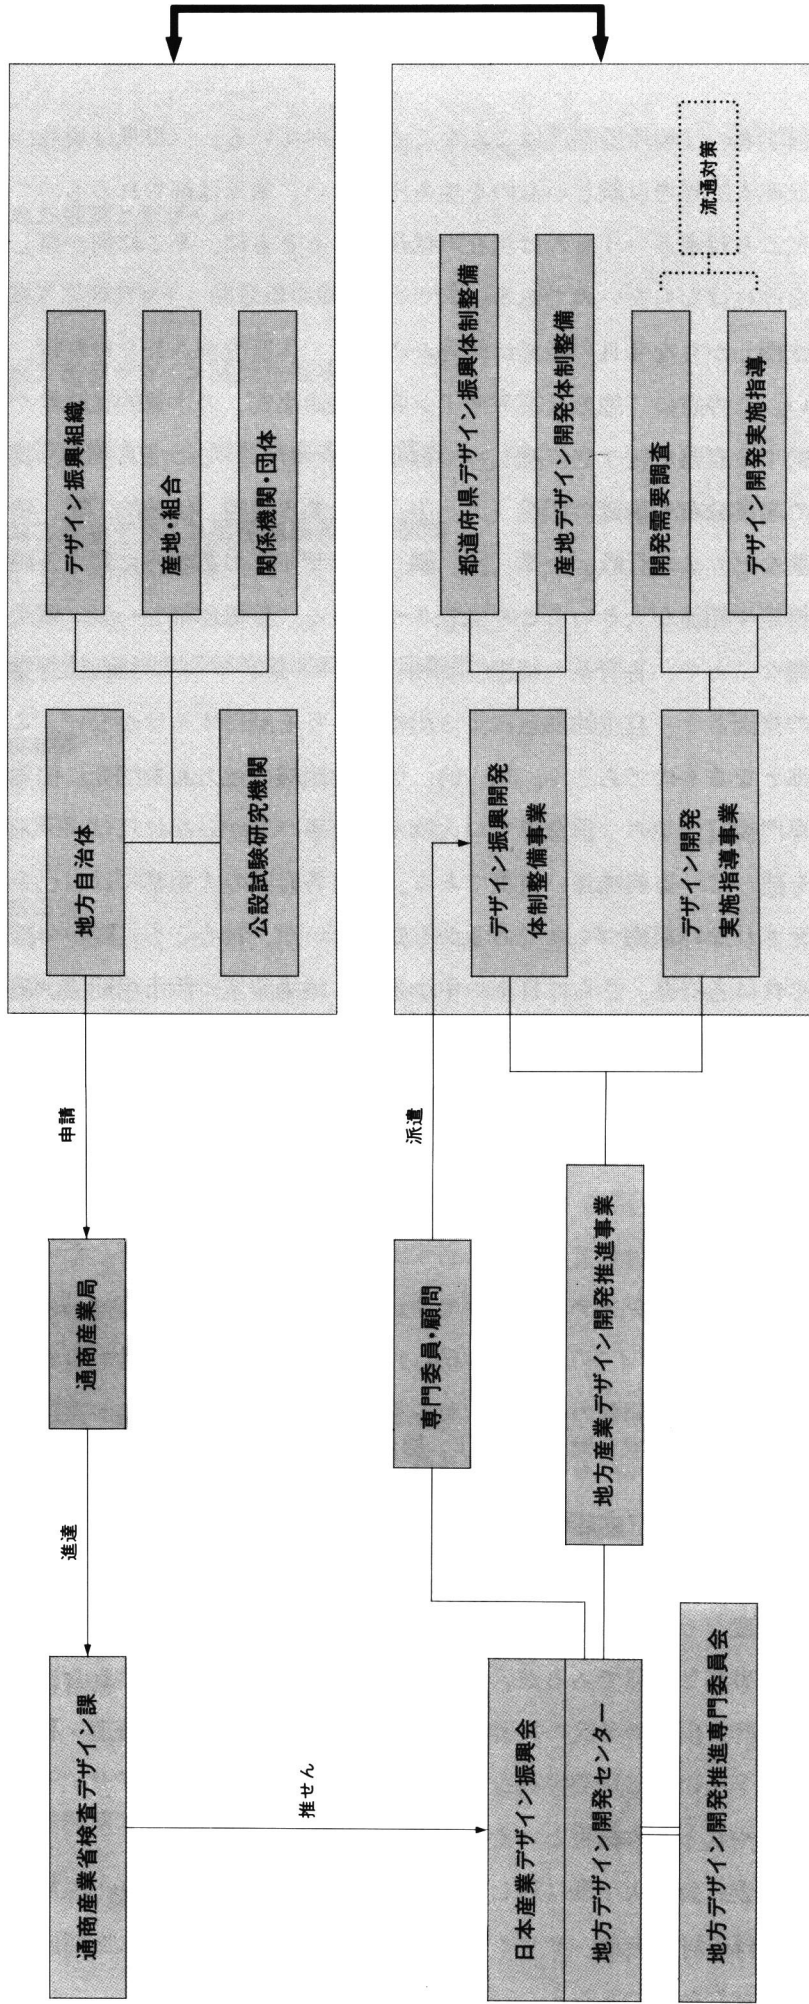 通商産業省検査デザイン課
進達
通商産業局
申請
地方自治体
公設試験研究機関
デザイン振興組織
産地・組合
関係機関・団体
推せん
日本産業デザイン振興会
地方デザイン開発センター
地方デザイン開発推進専門委員会
専門委員・顧問
派遣
地方産業デザイン開発推進事業
デザイン振興開発
体制整備事業
デザイン開発
実施指導事業
都道府県デザイン振興体制整備
産地デザイン開発体制整備
開発需要調査
デザイン開発実施指導
流通対策